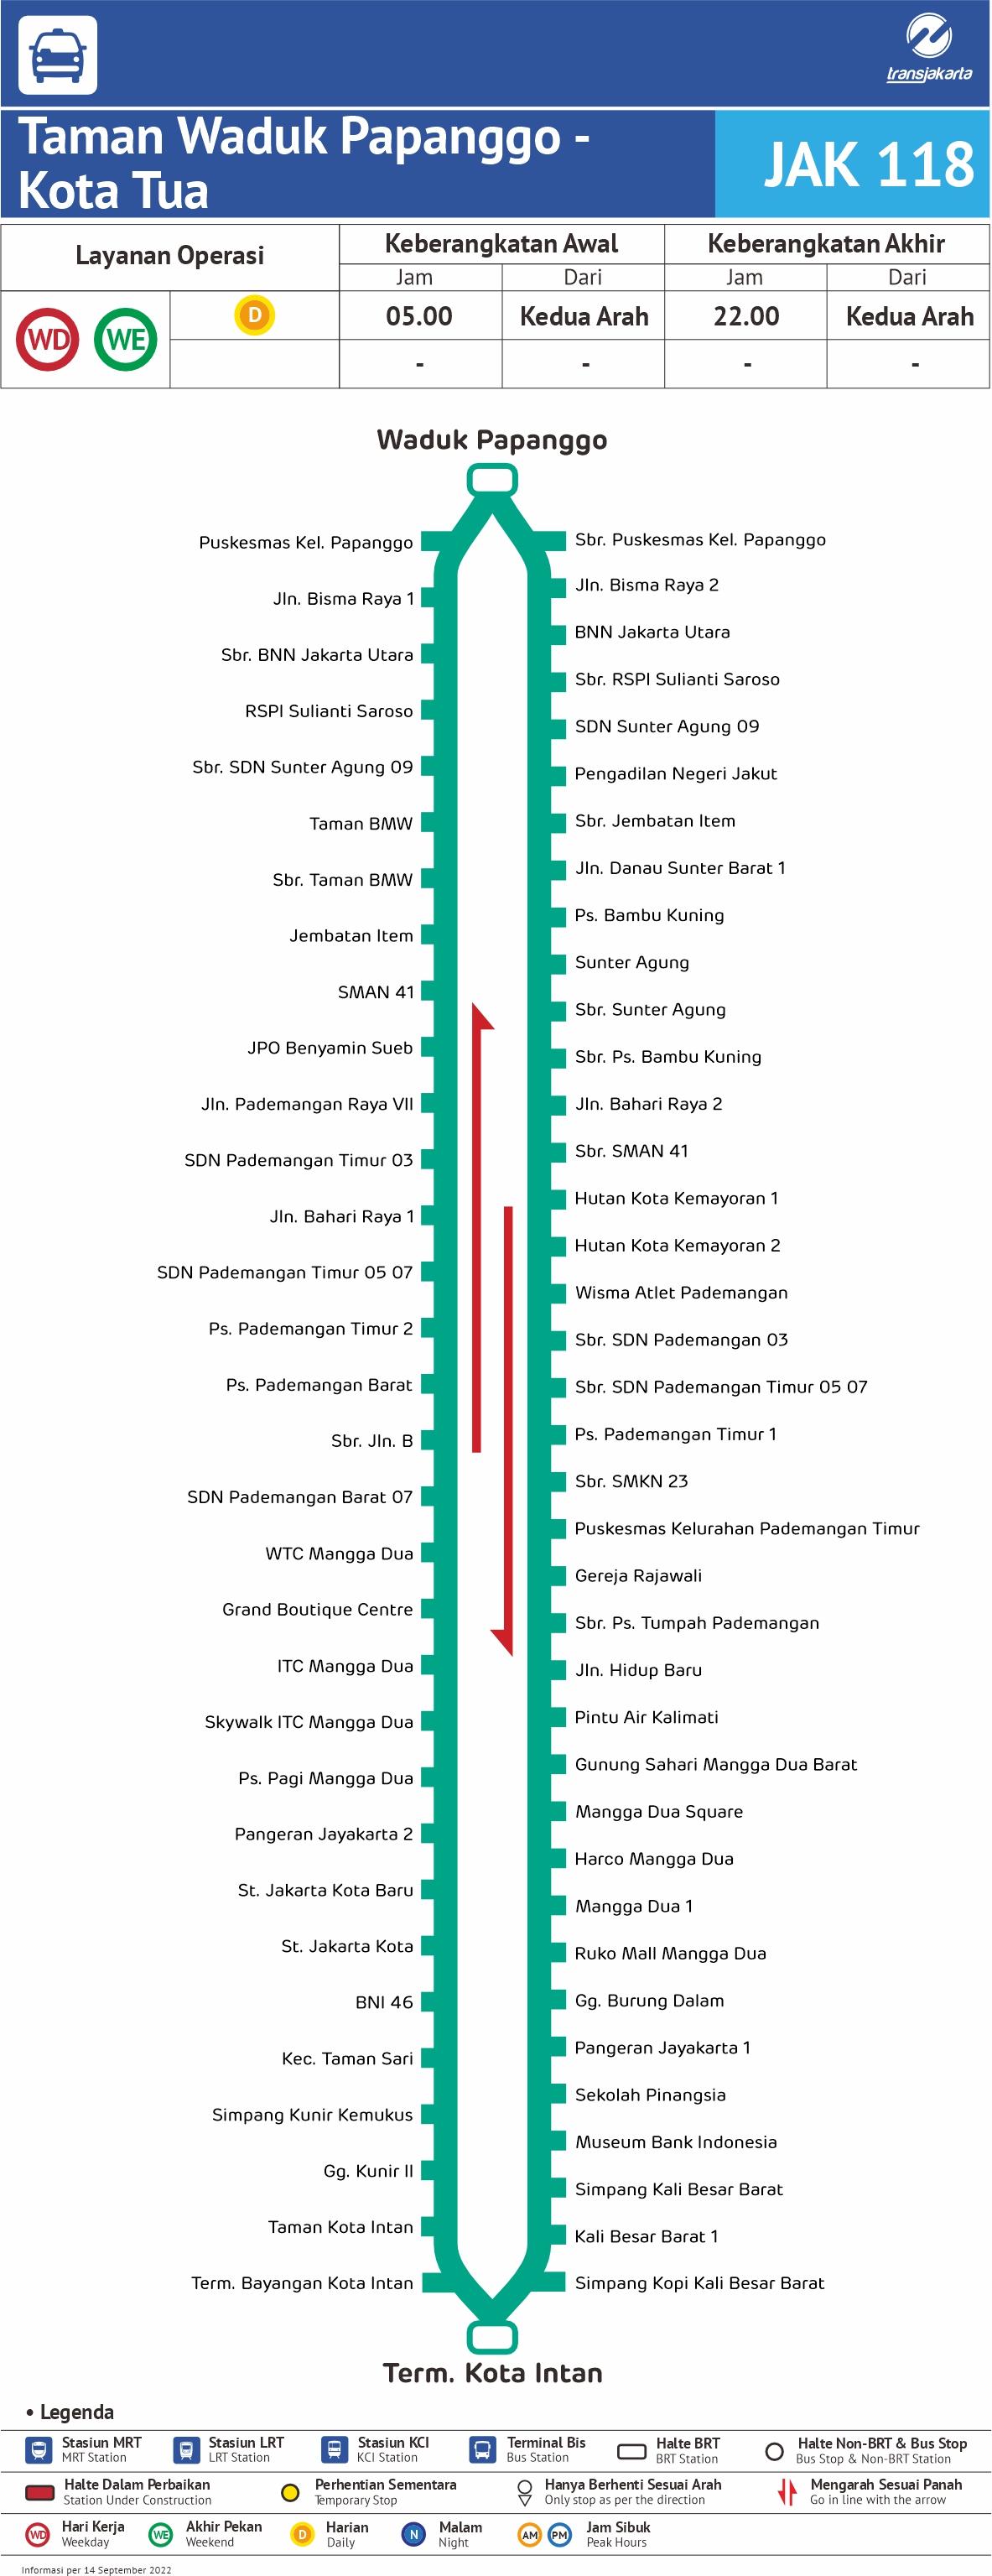 transjakarta
Taman Waduk Papanggo -
Kota Tua
JAK 118
Layanan Operasi
Keberangkatan Awal
Keberangkatan Akhir
Jam
Dari
Jam
Dari
WD
WE
D
05.00
Kedua Arah
22.00
Kedua Arah
-
-
-
-
Waduk Papanggo
Puskesmas Kel. Papanggo
Jln. Bisma Raya 1
Sbr. BNN Jakarta Utara
RSPI Sulianti Saroso
Sbr. SDN Sunter Agung 09
Taman BMW
Sbr. Taman BMW
Jembatan Item
SMAN 41
JPO Benyamin Sueb
Jln. Pademangan Raya VII
SDN Pademangan Timur 03
Jln. Bahari Raya 1
SDN Pademangan Timur 05 07
Ps. Pademangan Timur 2
Ps. Pademangan Barat
Sbr. Jln. B
SDN Pademangan Barat 07
WTC Mangga Dua
Grand Boutique Centre
ITC Mangga Dua
Skywalk ITC Mangga Dua
Ps. Pagi Mangga Dua
Pangeran Jayakarta 2
St. Jakarta Kota Baru
St. Jakarta Kota
BNI 46
Kec. Taman Sari
Simpang Kunir Kemukus
Gg. Kunir II
Taman Kota Intan
Term. Bayangan Kota Intan
Sbr. Puskesmas Kel. Papanggo
Jln. Bisma Raya 2
BNN Jakarta Utara
Sbr. RSPI Sulianti Saroso
SDN Sunter Agung 09
Pengadilan Negeri Jakut
Sbr. Jembatan Item
Jln. Danau Sunter Barat 1
Ps. Bambu Kuning
Sunter Agung
Sbr. Sunter Agung
Sbr. Ps. Bambu Kuning
Jln. Bahari Raya 2
Sbr. SMAN 41
Hutan Kota Kemayoran 1
Hutan Kota Kemayoran 2
Wisma Atlet Pademangan
Sbr. SDN Pademangan 03
Sbr. SDN Pademangan Timur 05 07
Ps. Pademangan Timur 1
Sbr. SMKN 23
Puskesmas Kelurahan Pademangan Timur
Gereja Rajawali
Sbr. Ps. Tumpah Pademangan
Jln. Hidup Baru
Pintu Air Kalimati
Gunung Sahari Mangga Dua Barat
Mangga Dua Square
Harco Mangga Dua
Mangga Dua 1
Ruko Mall Mangga Dua
Gg. Burung Dalam
Pangeran Jayakarta 1
Sekolah Pinangsia
Museum Bank Indonesia
Simpang Kali Besar Barat
Kali Besar Barat 1
Simpang Kopi Kali Besar Barat
Term. Kota Intan
• Legenda
Stasiun MRT
MRT Station
Stasiun LRT
LRT Station
Stasiun KCI
KCI Station
Terminal Bis
Bus Station
Halte BRT
BRT Station
Halte Non-BRT & Bus Stop
Bus Stop & Non-BRT Station
Halte Dalam Perbaikan
Station Under Construction
Perhentian Sementara
Temporary Stop
Hanya Berhenti Sesuai Arah
Only stop as per the direction
Mengarah Sesuai Panah
Go in line with the arrow
WD
Hari Kerja
Weekday
WE
Akhir Pekan
Weekend
D
Harian
Daily
N
Malam
Night
AM
PM
Jam Sibuk
Peak Hours
Informasi per 14 September 2022